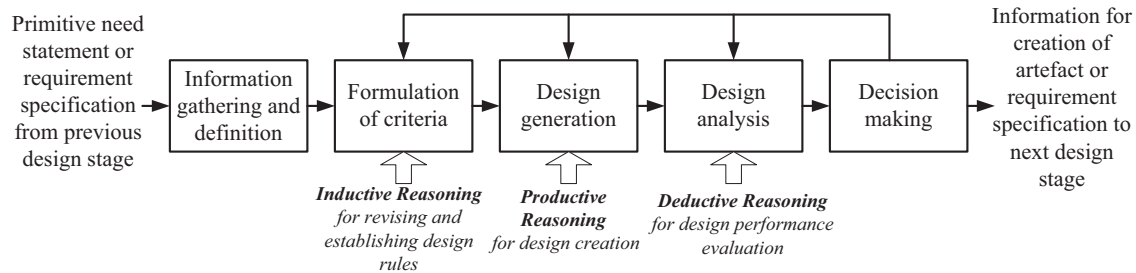 Primitive need
statement or
requirement
specification
from previous
design stage
Information
gathering and
definition
Formulation
of criteria
Design
generation
Design
analysis
Decision
making
Information for
creation of
artefact or
requirement
specification to
next design
stage
Inductive Reasoning
for revising and
establishing design
rules
Productive
Reasoning
for design creation
Deductive Reasoning
for design performance
evaluation